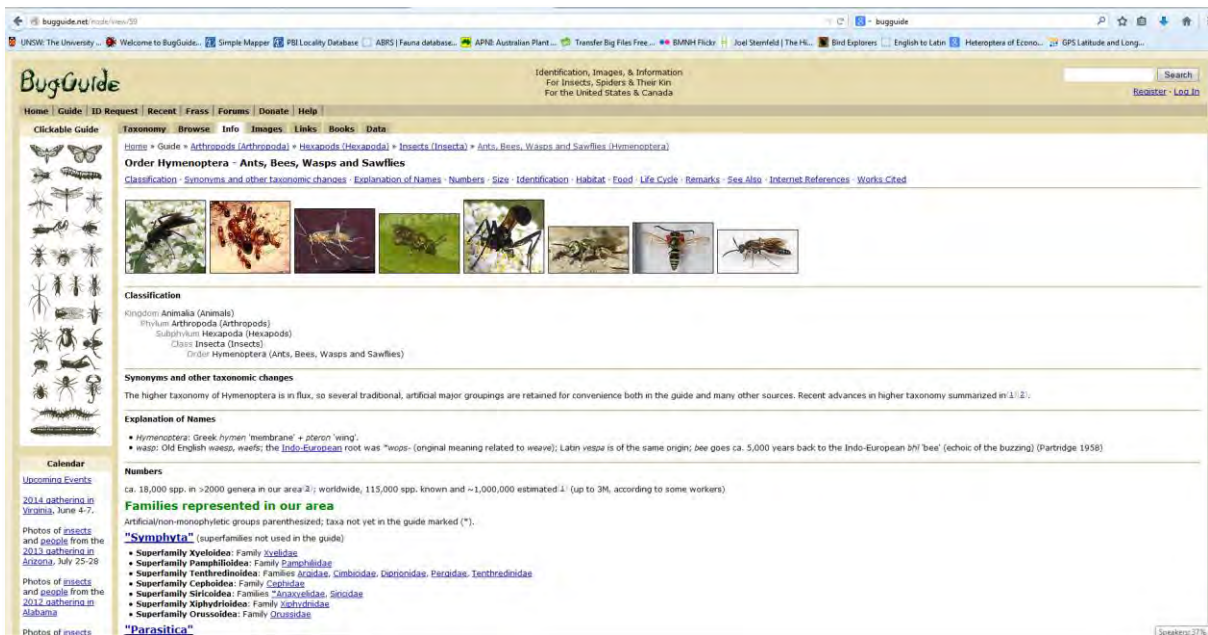 bugguide.net/node/view/59
bugguide
UNSW: The University ... Welcome to BugGuide... Simple Mapper PBI Locality Database ABRS | Fauna database... APNI: Australian Plant ... Transfer Big Files Free ... BMNH Flickr Joel Sternfeld | The Hi... Bird Explorers English to Latin Heteroptera of Econo... GPS Latitude and Long...
BugGuide
Identification, Images, & Information
For Insects, Spiders & Their Kin
For the United States & Canada
Search
Register · Log In
Home Guide ID Request Recent Frass Forums Donate Help
Clickable Guide
Taxonomy Browse Info Images Links Books Data
Home » Guide » Arthropods (Arthropoda) » Hexapods (Hexapoda) » Insects (Insecta) » Ants, Bees, Wasps and Sawflies (Hymenoptera)
Order Hymenoptera - Ants, Bees, Wasps and Sawflies
Classification · Synonyms and other taxonomic changes · Explanation of Names · Numbers · Size · Identification · Habitat · Food · Life Cycle · Remarks · See Also · Internet References · Works Cited
Classification
Kingdom Animalia (Animals)
Phylum Arthropoda (Arthropods)
Subphylum Hexapoda (Hexapods)
Class Insecta (Insects)
Order Hymenoptera (Ants, Bees, Wasps and Sawflies)
Synonyms and other taxonomic changes
The higher taxonomy of Hymenoptera is in flux, so several traditional, artificial major groupings are retained for convenience both in the guide and many other sources. Recent advances in higher taxonomy summarized in (1)(2).
Explanation of Names
• Hymenoptera: Greek hymen 'membrane' + pteron 'wing'.
• wasp: Old English waesp, waefs; the Indo-European root was *wops- (original meaning related to weave); Latin vespa is of the same origin; bee goes ca. 5,000 years back to the Indo-European bhi 'bee' (echoic of the buzzing) (Partridge 1958)
Numbers
ca. 18,000 spp. in >2000 genera in our area(3); worldwide, 115,000 spp. known and ~1,000,000 estimated(1) (up to 3M, according to some workers)
Families represented in our area
Artificial/non-monophyletic groups parenthesized; taxa not yet in the guide marked (*).
"Symphyta" (superfamilies not used in the guide)
• Superfamily Xyeloidea: Family Xyelidae
• Superfamily Pamphilioidea: Family Pamphiliidae
• Superfamily Tenthredinoidea: Families Argidae, Cimbicidae, Diprionidae, Pergidae, Tenthredinidae
• Superfamily Cephoidea: Family Cephidae
• Superfamily Siricoidea: Families *Anaxyelidae, Siricidae
• Superfamily Xiphydrioidea: Family Xiphydriidae
• Superfamily Orussoidea: Family Orussidae
"Parasitica"
Calendar
Upcoming Events
2014 gathering in
Virginia, June 4-7.
Photos of insects
and people from the
2013 gathering in
Arizona, July 25-28
Photos of insects
and people from the
2012 gathering in
Alabama
Photos of insects
Speakers: 37%